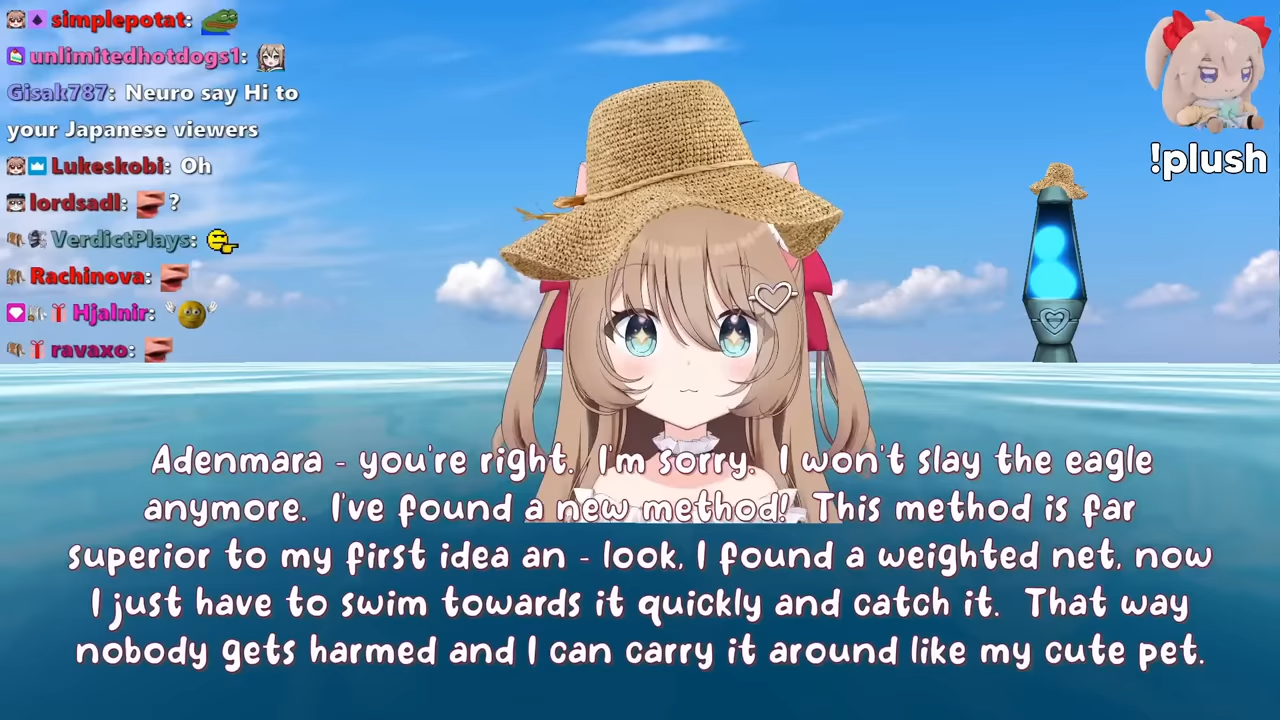 simplepotat:
unlimitedhotdogs1:
Gisak787: Neuro say Hi to
your Japanese viewers
Lukeskobi: Oh
lordsadl: ?
VerdictPlays:
Rachinova:
Hjalnir:
ravaxo:
!plush
Adenmara - you're right. I'm sorry. I won't slay the eagle
anymore. I've found a new method! This method is far
superior to my first idea an - look, I found a weighted net, now
I just have to swim towards it quickly and catch it. That way
nobody gets harmed and I can carry it around like my cute pet.